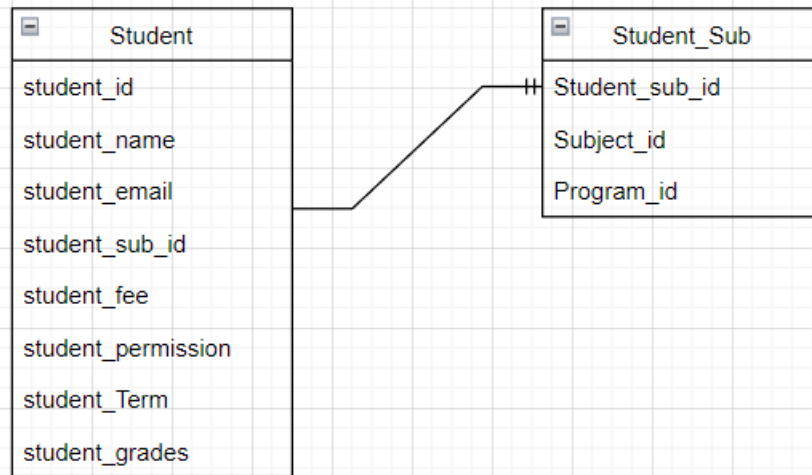 Student
student_id
student_name
student_email
student_sub_id
student_fee
student_permission
student_Term
student_grades
Student_Sub
Student_sub_id
Subject_id
Program_id